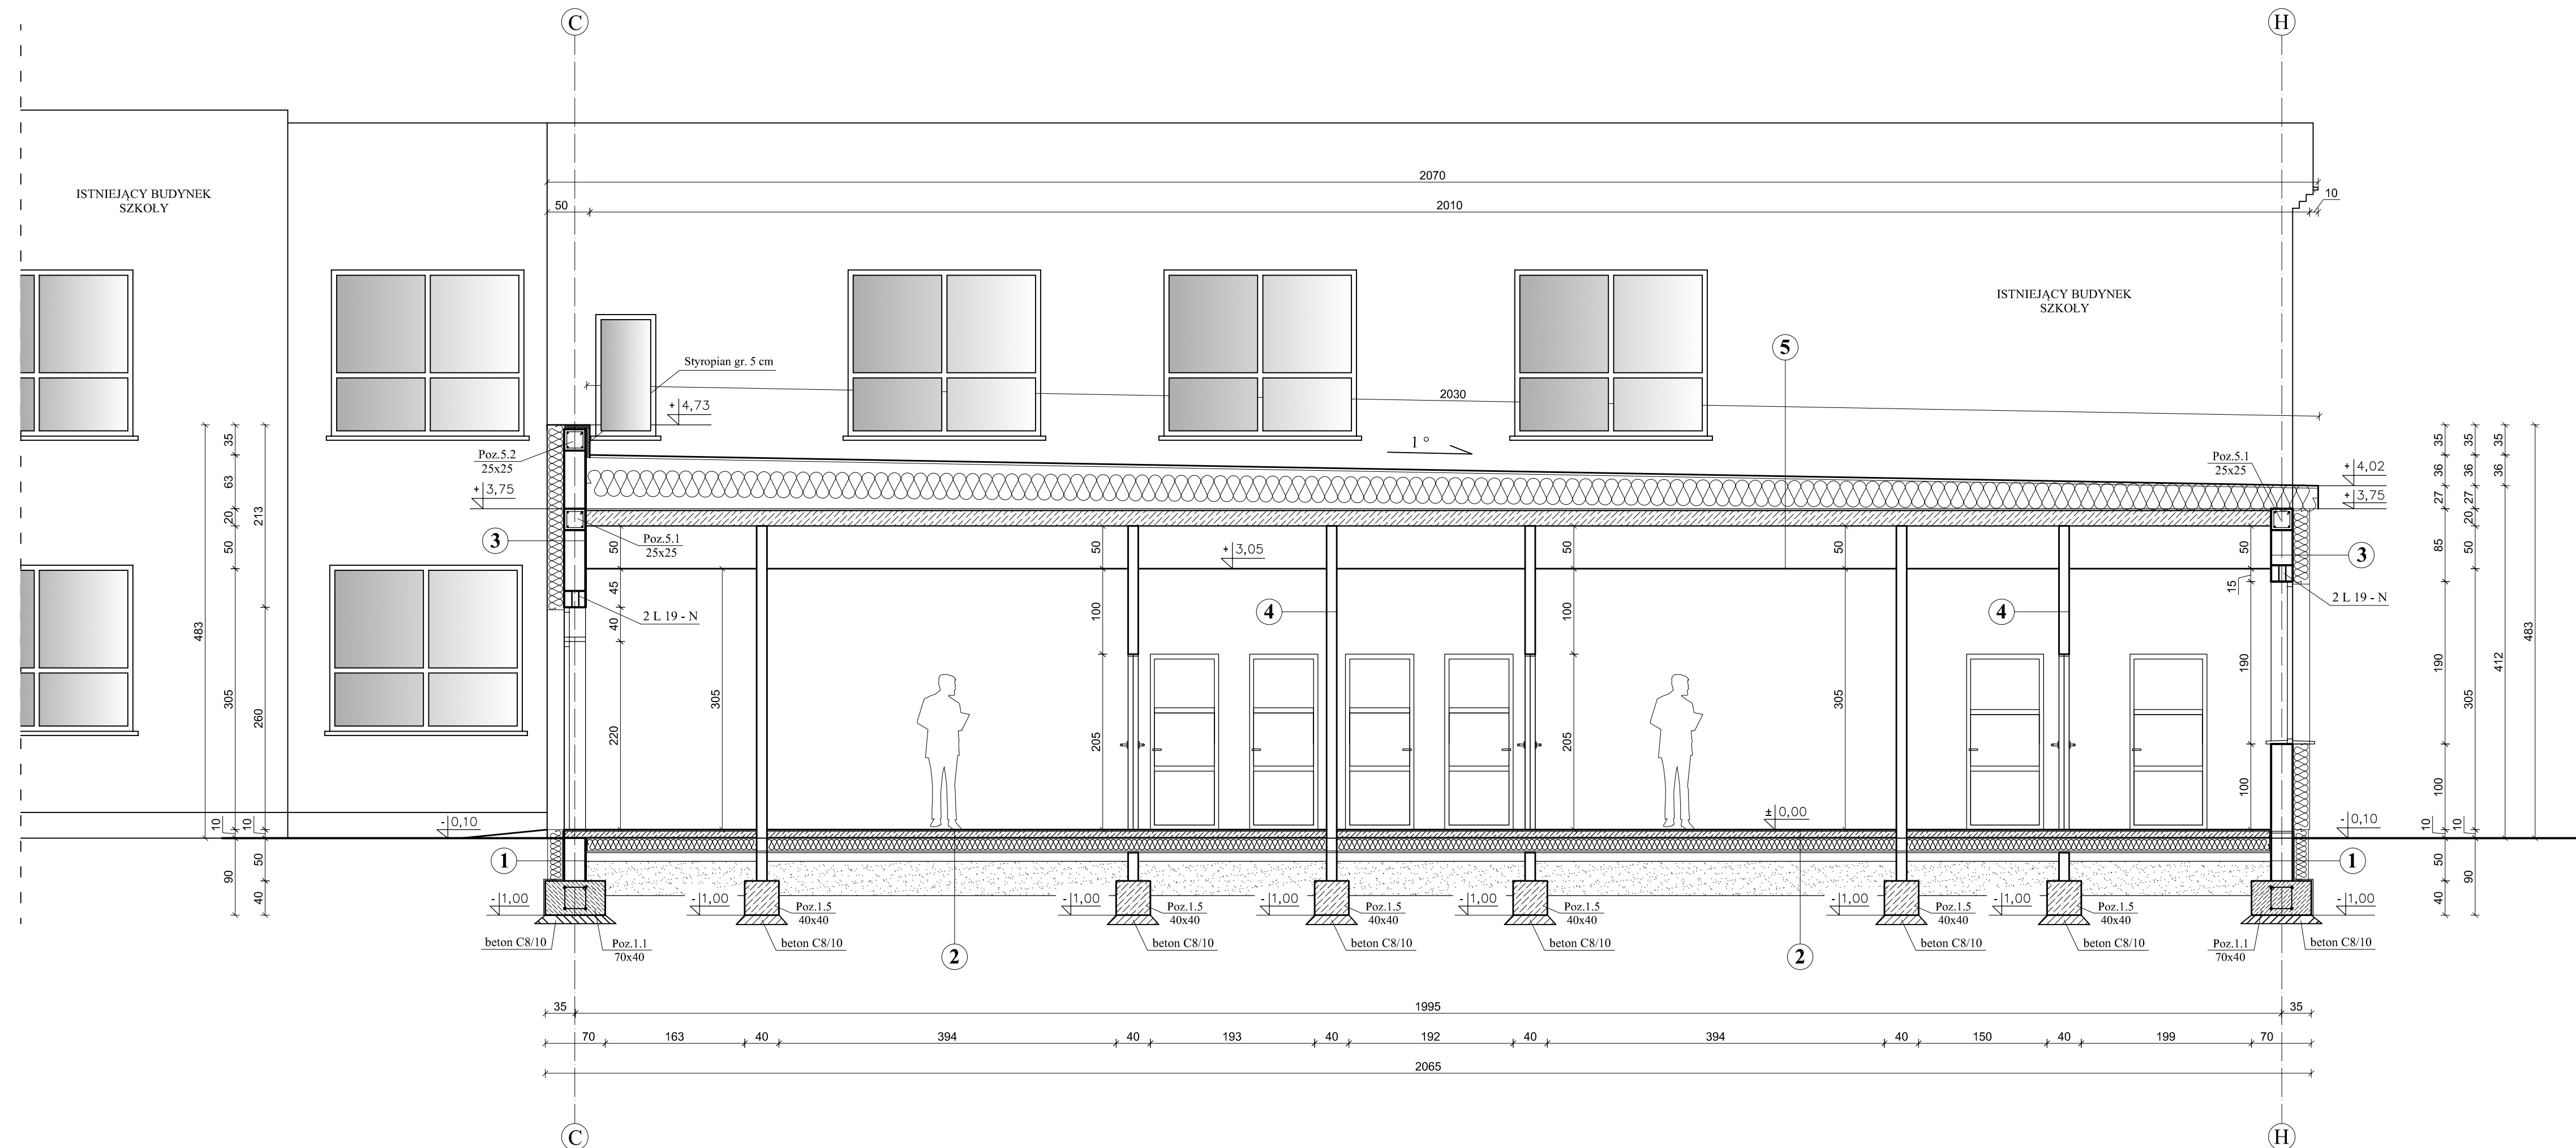 C
H
2070
50
2010
10
ISTNIEJĄCY BUDYNEK
SZKOŁY
ISTNIEJĄCY BUDYNEK
SZKOŁY
5
Styropian gr. 5 cm
2030
+4,73
1 °
Poz.5.2
25x25
Poz.5.1
25x25
+3,75
+4,02
+3,75
3
Poz.5.1
25x25
+3,05
3
2 L 19 - N
2 L 19 - N
4
4
483
35
63
20
50
305
10
90
213
260
10
50
40
45
40
220
50
305
50
100
205
50
100
205
50
305
50
15
190
100
35
36
27
85
190
100
10
50
40
35
36
27
20
50
305
10
90
35
36
412
483
-0,10
±0,00
-0,10
1
1
-1,00
-1,00
Poz.1.5
40x40
-1,00
Poz.1.5
40x40
-1,00
Poz.1.5
40x40
-1,00
Poz.1.5
40x40
-1,00
Poz.1.5
40x40
-1,00
Poz.1.5
40x40
-1,00
beton C8/10
Poz.1.1
70x40
beton C8/10
beton C8/10
beton C8/10
beton C8/10
beton C8/10
beton C8/10
Poz.1.1
70x40
beton C8/10
2
2
35
1995
35
70
163
40
394
40
193
40
192
40
394
40
150
40
199
70
2065
C
H